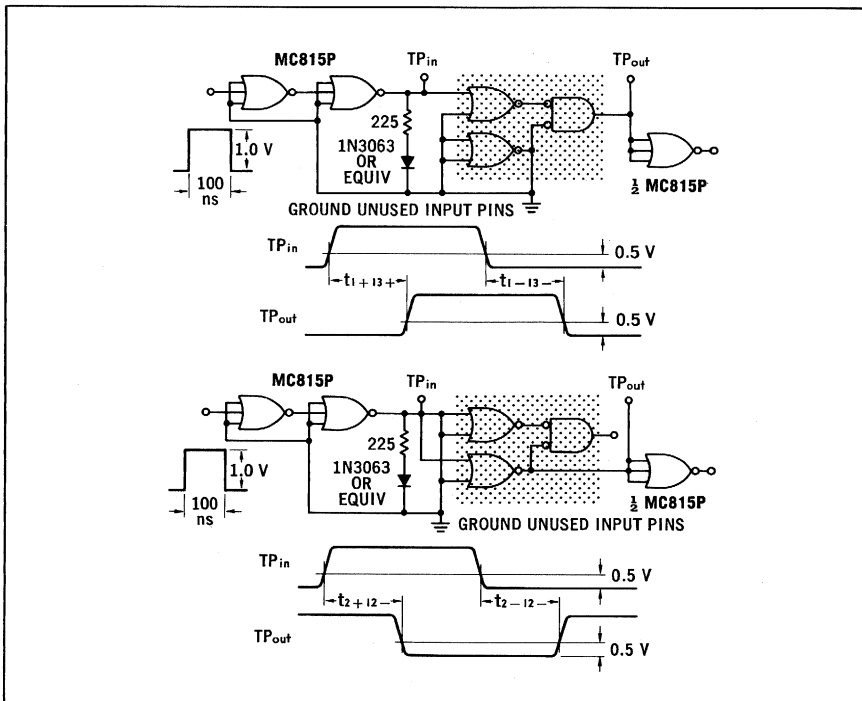 MC815P
TPin
TPout
225
1N3063
OR
EQUIV
1.0 V
100
ns
½ MC815P
GROUND UNUSED INPUT PINS
TPin
0.5 V
t1+13+
t1−13−
TPout
0.5 V
MC815P
TPin
TPout
225
1N3063
OR
EQUIV
1.0 V
100
ns
½ MC815P
GROUND UNUSED INPUT PINS
TPin
0.5 V
t2+12−
t2−12−
TPout
0.5 V